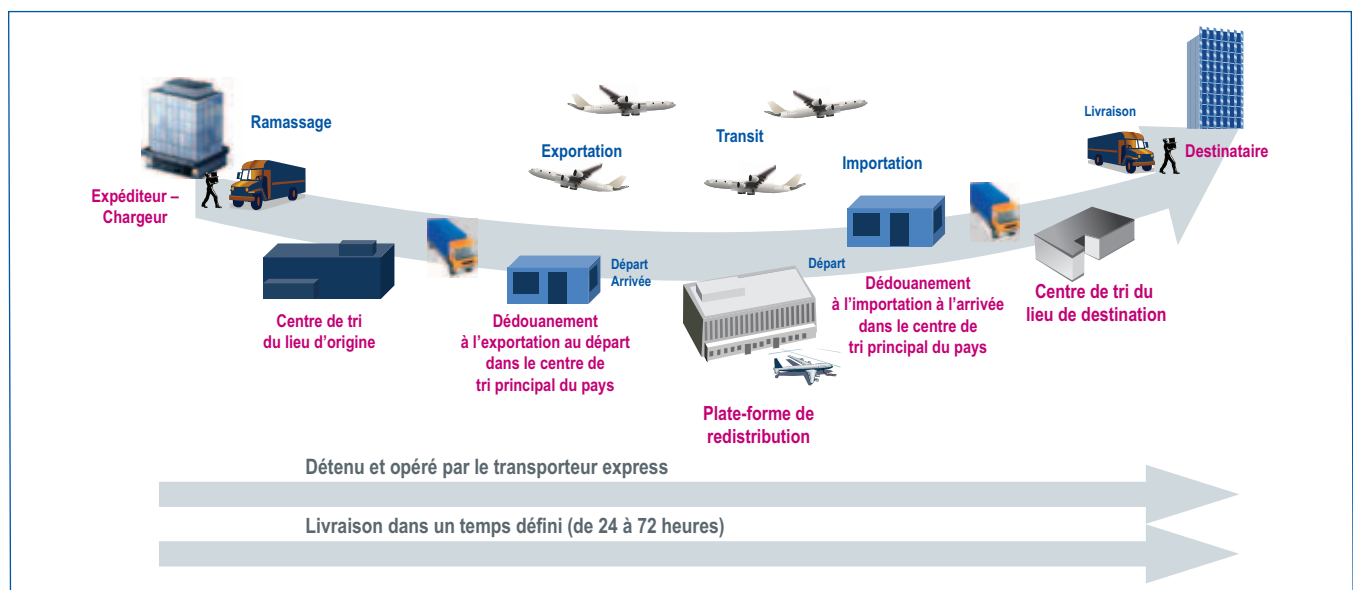 Ramassage
Expéditeur –
Chargeur
Centre de tri
du lieu d’origine
Exportation
Départ
Arrivée
Dédouanement
à l’exportation au départ
dans le centre de
tri principal du pays
Transit
Départ
Plate-forme de
redistribution
Importation
Dédouanement
à l’importation à l’arrivée
dans le centre de
tri principal du pays
Centre de tri du
lieu de destination
Livraison
Destinataire
Détenu et opéré par le transporteur express
Livraison dans un temps défini (de 24 à 72 heures)